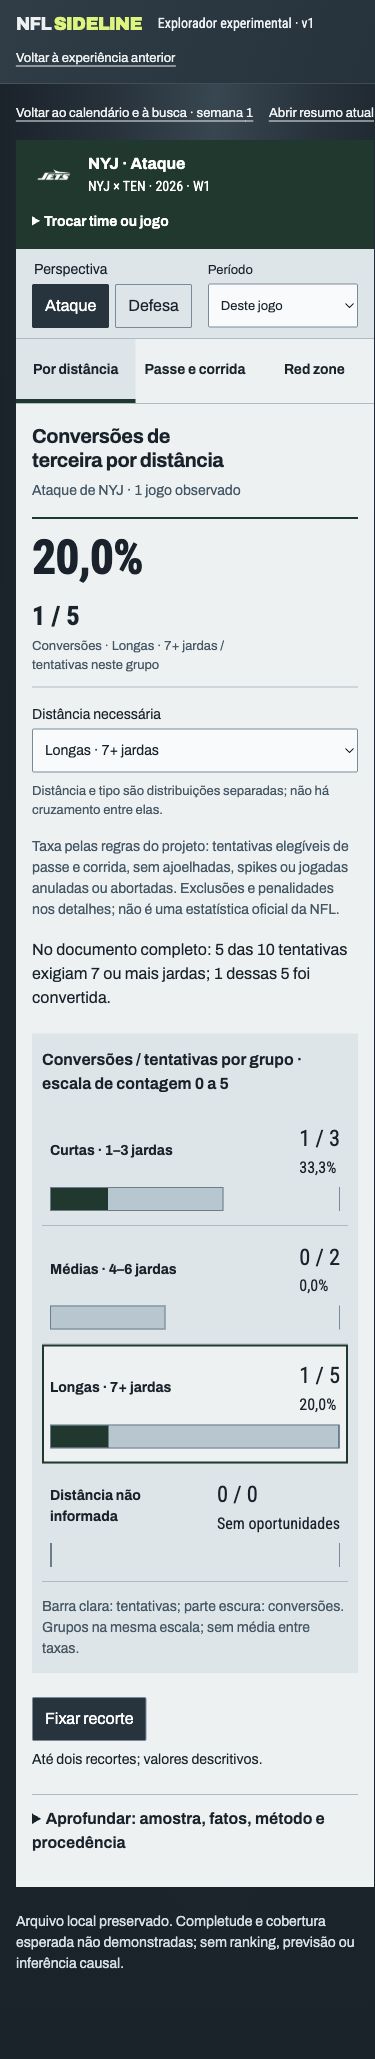 NFL SIDELINE Explorador experimental · v1
Voltar à experiência anterior
Voltar ao calendário e à busca · semana 1 Abrir resumo atual
JETS
NYJ · Ataque
NYJ × TEN · 2026 · W1
▶ Trocar time ou jogo
Perspectiva Período
Ataque Defesa Deste jogo
Por distância Passe e corrida Red zone
Conversões de
terceira por distância
Ataque de NYJ · 1 jogo observado
20,0%
1 / 5
Conversões · Longas · 7+ jardas /
tentativas neste grupo
Distância necessária
Longas · 7+ jardas
Distância e tipo são distribuições separadas; não há
cruzamento entre elas.
Taxa pelas regras do projeto: tentativas elegíveis de
passe e corrida, sem ajoelhadas, spikes ou jogadas
anuladas ou abortadas. Exclusões e penalidades
nos detalhes; não é uma estatística oficial da NFL.
No documento completo: 5 das 10 tentativas
exigiam 7 ou mais jardas; 1 dessas 5 foi
convertida.
Conversões / tentativas por grupo ·
escala de contagem 0 a 5
Curtas · 1–3 jardas 1 / 3
33,3%
Médias · 4–6 jardas 0 / 2
0,0%
Longas · 7+ jardas 1 / 5
20,0%
Distância não
informada 0 / 0
Sem oportunidades
Barra clara: tentativas; parte escura: conversões.
Grupos na mesma escala; sem média entre
taxas.
Fixar recorte
Até dois recortes; valores descritivos.
▶ Aprofundar: amostra, fatos, método e
procedência
Arquivo local preservado. Completude e cobertura
esperada não demonstradas; sem ranking, previsão ou
inferência causal.